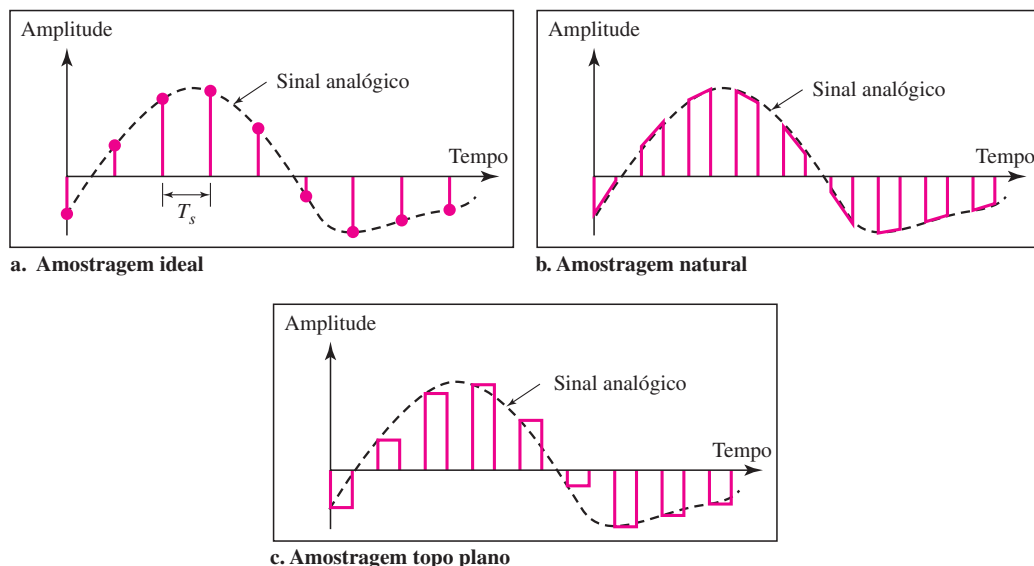 Amplitude
Sinal analógico
Tempo
T_s
a. Amostragem ideal
Amplitude
Sinal analógico
Tempo
b. Amostragem natural
Amplitude
Sinal analógico
Tempo
c. Amostragem topo plano